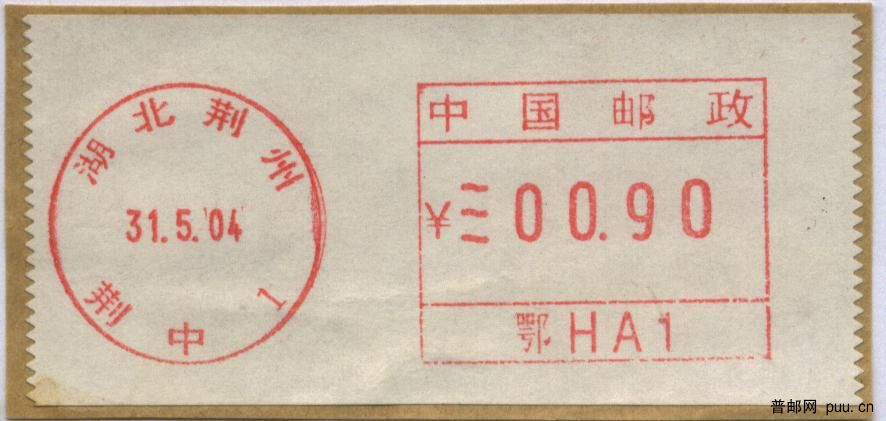 湖北荆州
31.5.04
荆中1
中国邮政
¥三00.90
鄂HA1
普邮网 puu.cn